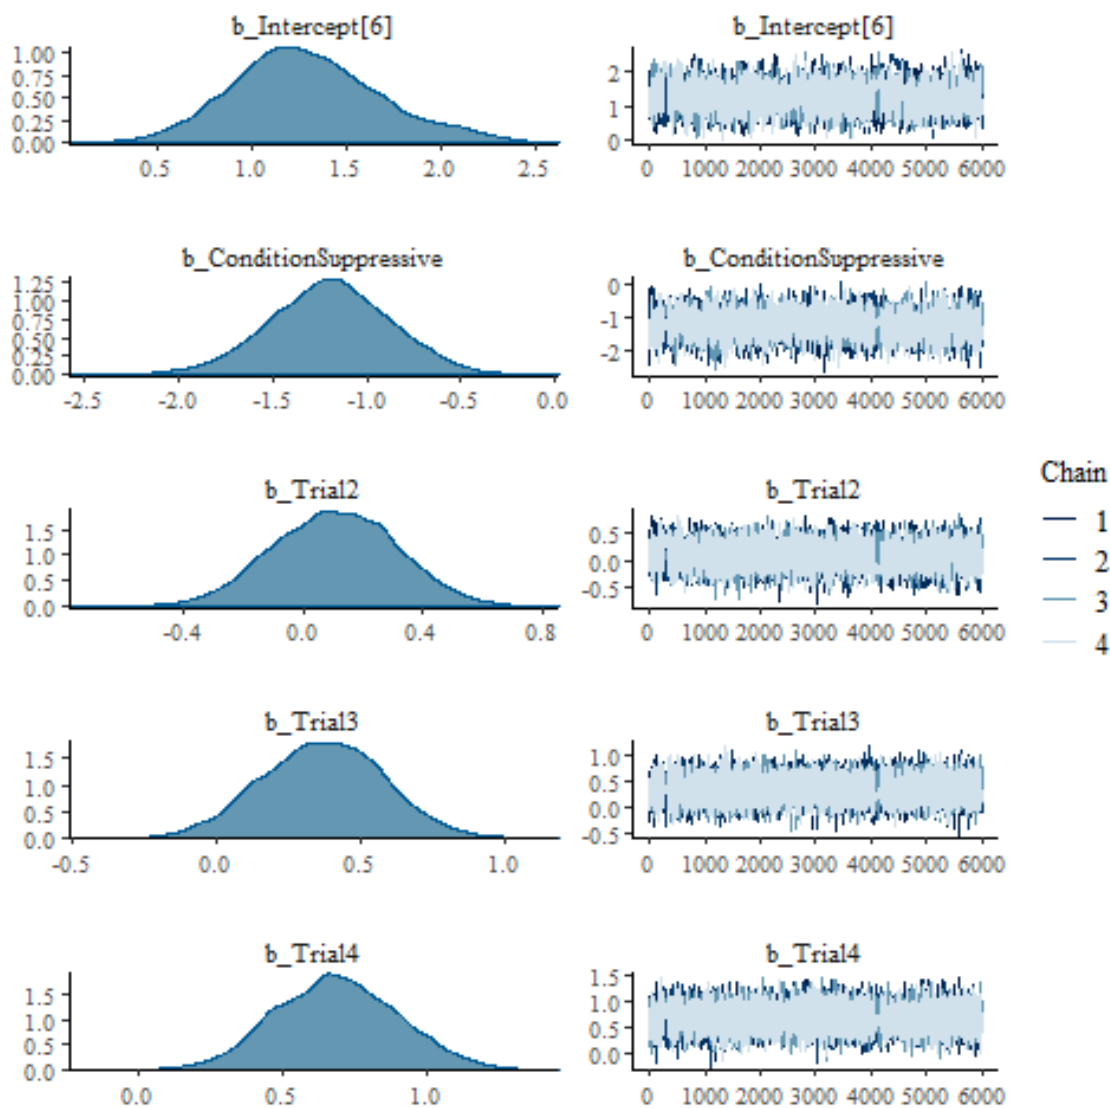 b_Intercept[6] b_Intercept[6]
1.00
0.75
0.50
0.25
0.00
0.5 1.0 1.5 2.0 2.5
2
1
0
0 1000 2000 3000 4000 5000 6000
b_ConditionSuppressive b_ConditionSuppressive
1.25
1.00
0.75
0.50
0.25
0.00
-2.5 -2.0 -1.5 -1.0 -0.5 0.0
0
-1
-2
0 1000 2000 3000 4000 5000 6000
b_Trial2 b_Trial2
1.5
1.0
0.5
0.0
-0.4 0.0 0.4 0.8
0.5
0.0
-0.5
0 1000 2000 3000 4000 5000 6000
Chain
1
2
3
4
b_Trial3 b_Trial3
1.5
1.0
0.5
0.0
-0.5 0.0 0.5 1.0
1.0
0.5
0.0
-0.5
0 1000 2000 3000 4000 5000 6000
b_Trial4 b_Trial4
1.5
1.0
0.5
0.0
0.0 0.5 1.0
1.5
1.0
0.5
0.0
0 1000 2000 3000 4000 5000 6000